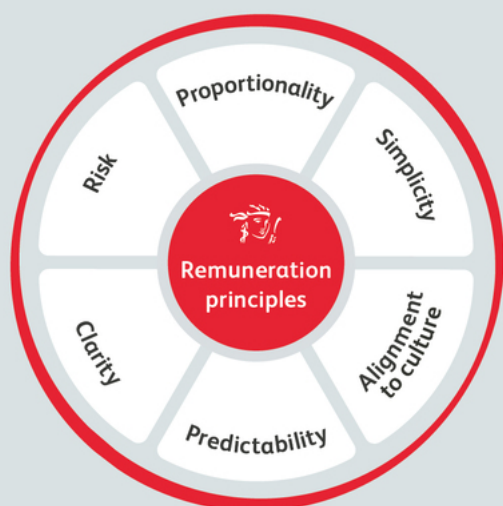 Proportionality
Simplicity
Alignment
to culture
Predictability
Clarity
Risk
Remuneration
principles